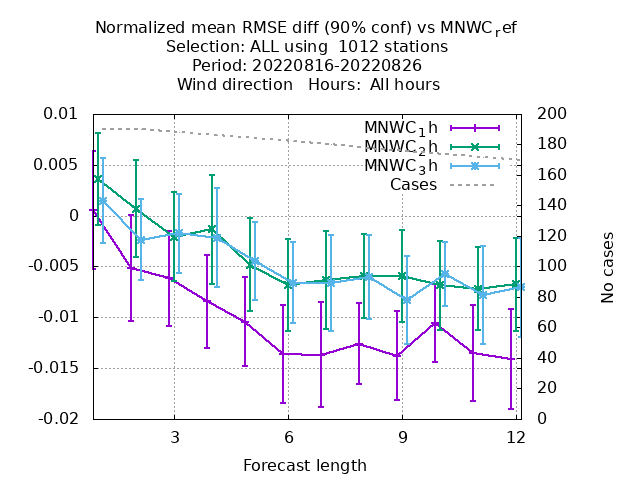 Normalized mean RMSE diff (90% conf) vs MNWC_ref
Selection: ALL using  1012 stations
Period: 20220816-20220826
Wind direction   Hours:  All hours
0.01
0.005
0
-0.005
-0.01
-0.015
-0.02
200
180
160
140
120
100
80
60
40
20
0
MNWC_1h
MNWC_2h
MNWC_3h
Cases
No cases
3
6
9
12
Forecast length